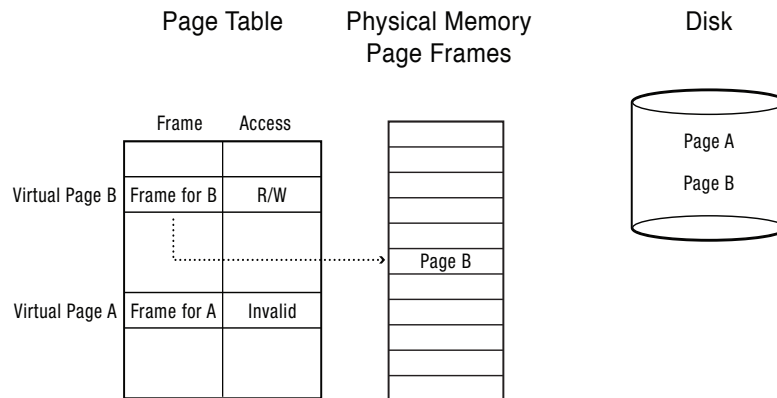 Page Table
Physical Memory
Page Frames
Disk
Frame Access
Virtual Page B Frame for B R/W
Page B
Virtual Page A Frame for A Invalid
Page A
Page B